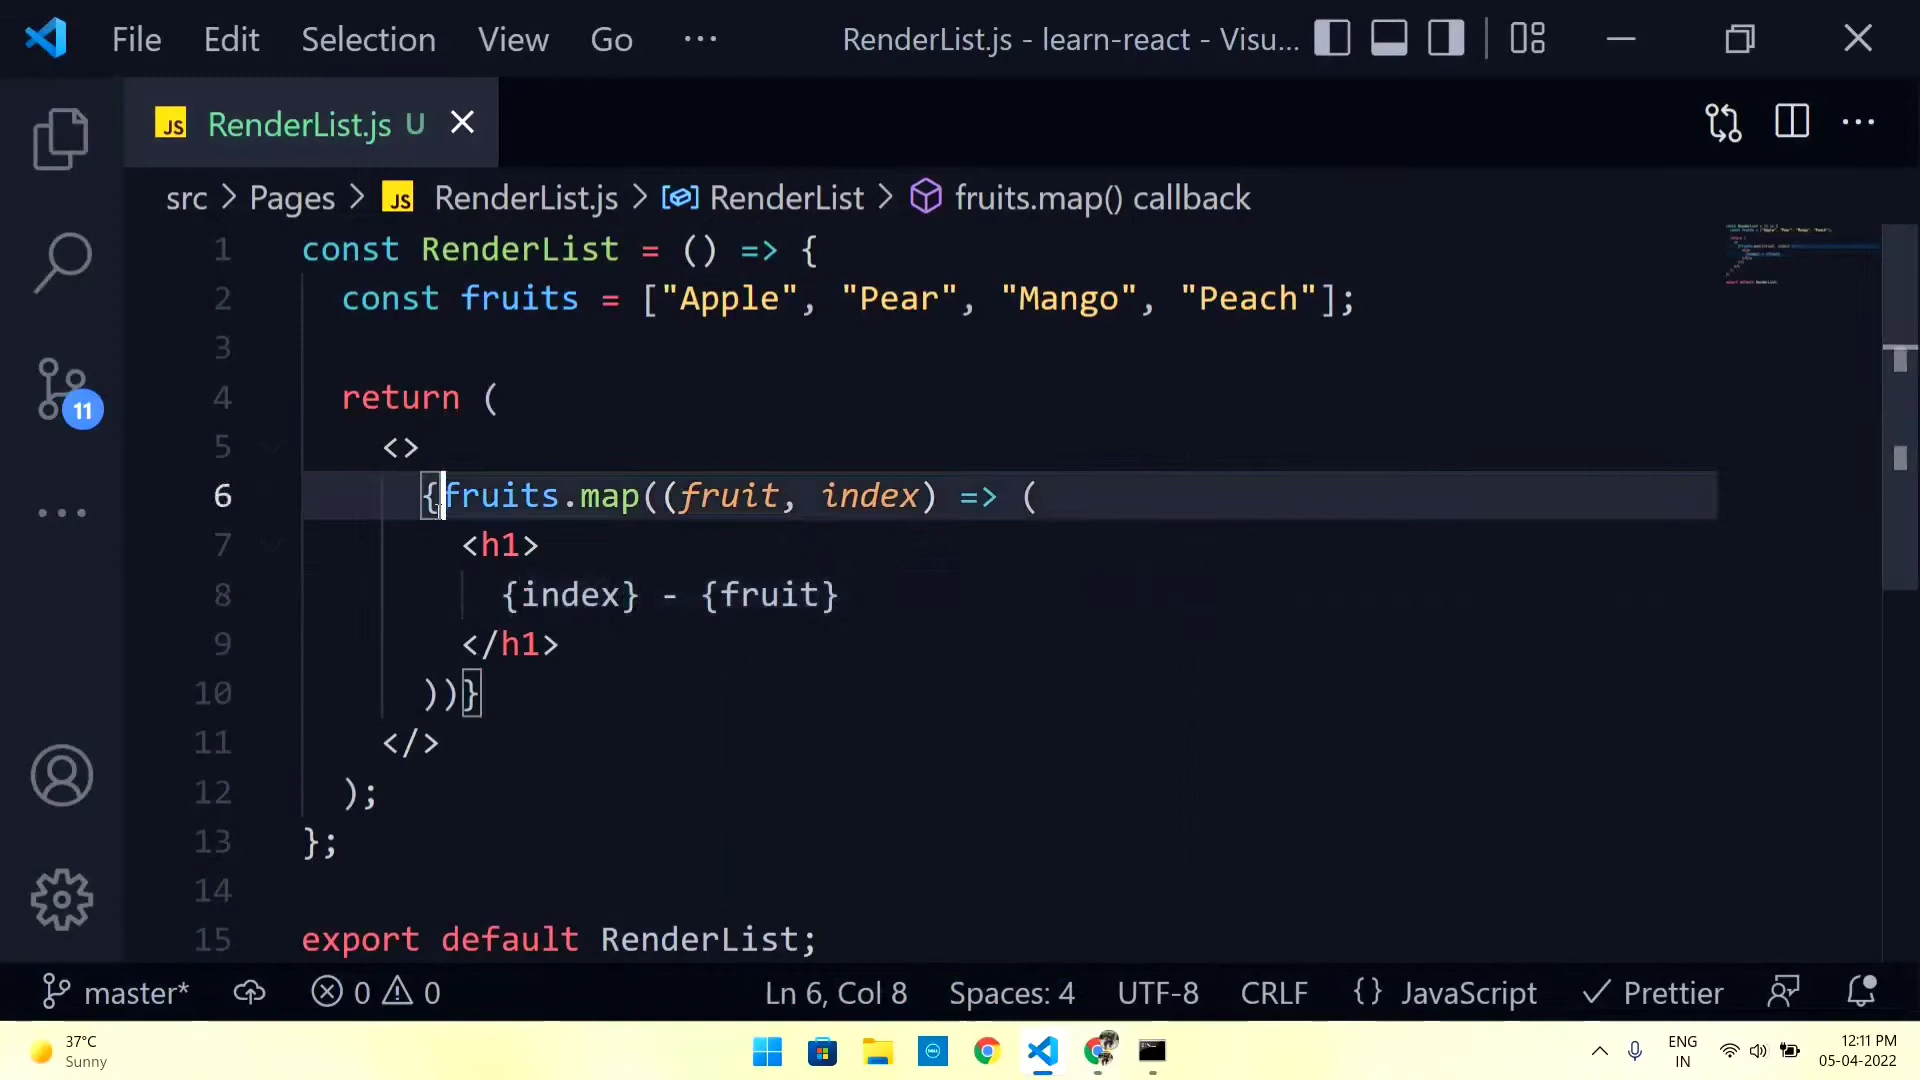 File Edit Selection View Go ··· RenderList.js - learn-react - Visu...
JS RenderList.js U
src > Pages > JS RenderList.js > RenderList > fruits.map() callback
1 const RenderList = () => {
2 const fruits = ["Apple", "Pear", "Mango", "Peach"];
3
4 return (
5 <>
6 {fruits.map((fruit, index) => (
7 <h1>
8 {index} - {fruit}
9 </h1>
10 ))}
11 </>
12 );
13 };
14
15 export default RenderList;
11
master* 0 0 Ln 6, Col 8 Spaces: 4 UTF-8 CRLF {} JavaScript Prettier
37°C
Sunny
ENG
IN
12:11 PM
05-04-2022